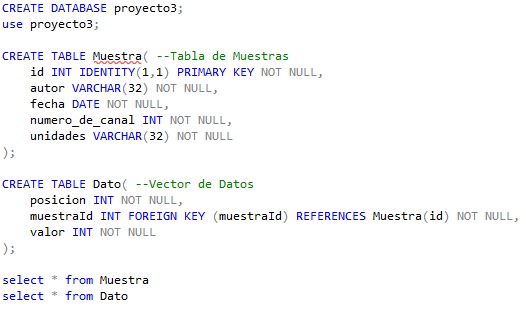 CREATE DATABASE proyecto3;
use proyecto3;
CREATE TABLE Muestra( --Tabla de Muestras
id INT IDENTITY(1,1) PRIMARY KEY NOT NULL,
autor VARCHAR(32) NOT NULL,
fecha DATE NOT NULL,
numero_de_canal INT NOT NULL,
unidades VARCHAR(32) NOT NULL
);
CREATE TABLE Dato( --Vector de Datos
posicion INT NOT NULL,
muestraId INT FOREIGN KEY (muestraId) REFERENCES Muestra(id) NOT NULL,
valor INT NOT NULL
);
select * from Muestra
select * from Dato